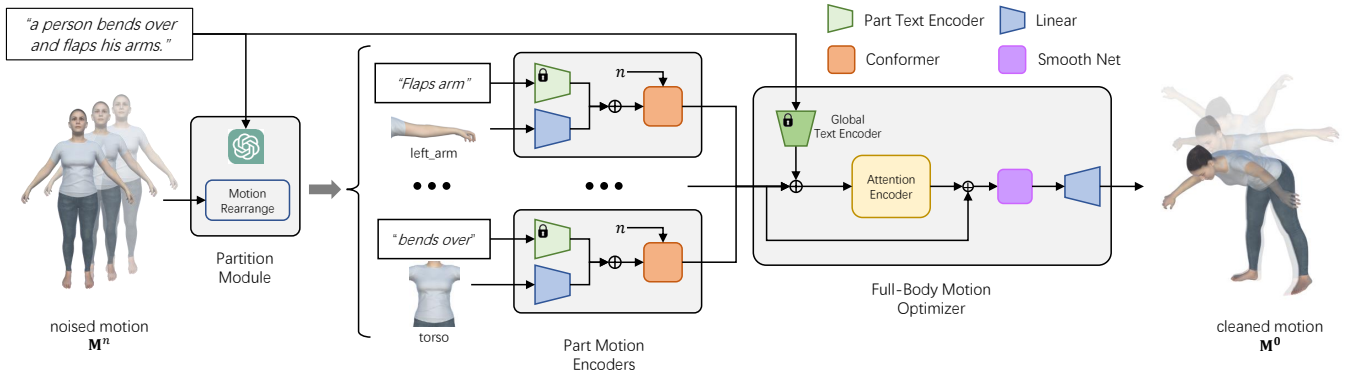 “a person bends over
and flaps his arms.”
Part Text Encoder
Linear
Conformer
Smooth Net
“Flaps arm”
n
left_arm
Global
Text Encoder
Motion
Rearrange
Attention
Encoder
“bends over”
n
Partition
Module
torso
Full-Body Motion
Optimizer
noised motion
Mⁿ
Part Motion
Encoders
cleaned motion
M⁰